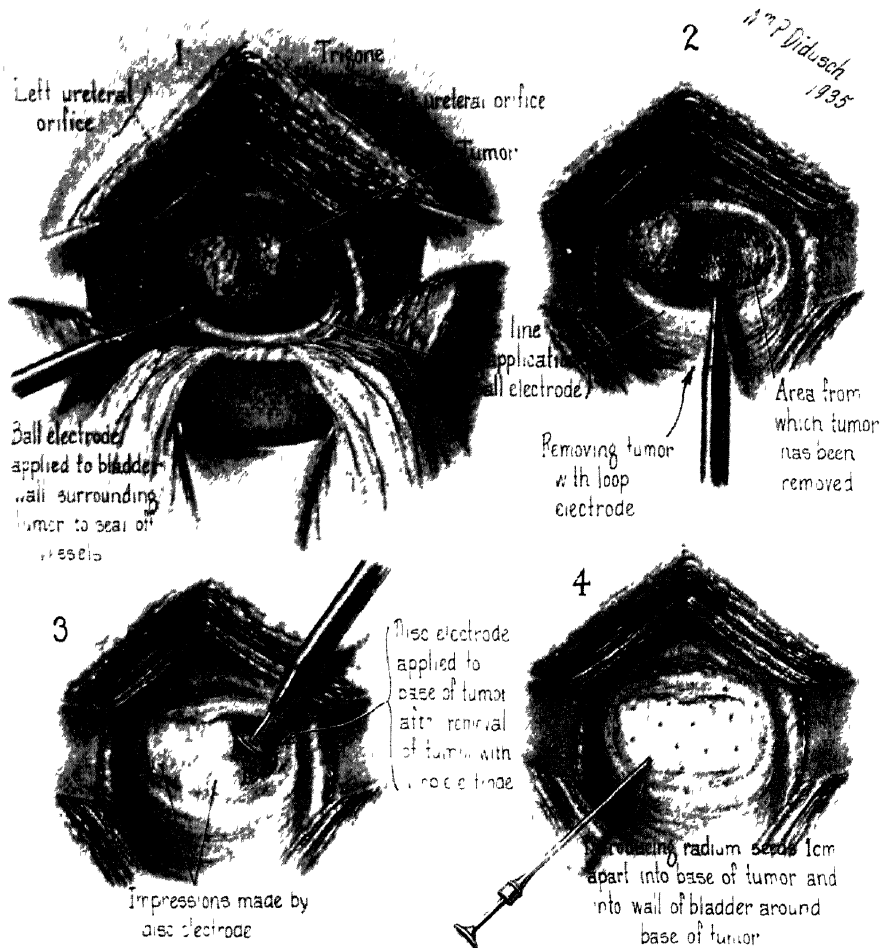 1
Trigone
Left ureteral
orifice
ureteral orifice
Tumor
line
applicatio
all electrode)
Ball electrode
applied to bladder
wall surrounding
tumor to seal off
vessels
2
Wm P Didusch
1935
Removing tumor
with loop
electrode
Area from
which tumor
has been
removed
3
Disc electrode
applied to
base of tumor
after removal
of tumor with
Impressions made by
disc electrode
4
Introducing radium seeds 1cm
apart into base of tumor and
into wall of bladder around
base of tumor